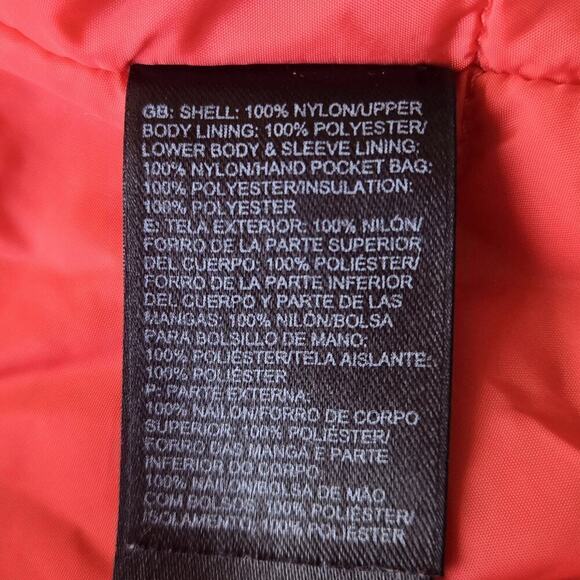 GB: SHELL: 100% NYLON/UPPER
BODY LINING: 100% POLYESTER/
LOWER BODY & SLEEVE LINING:
100% NYLON/HAND POCKET BAG:
100% POLYESTER/INSULATION:
100% POLYESTER
E: TELA EXTERIOR: 100% NILÓN/
FORRO DE LA PARTE SUPERIOR
DEL CUERPO: 100% POLIÉSTER/
FORRO DE LA PARTE INFERIOR
DEL CUERPO Y PARTE DE LAS
MANGAS: 100% NILÓN/BOLSA
PARA BOLSILLO DE MANO:
100% POLIÉSTER/TELA AISLANTE:
100% POLIÉSTER
P: PARTE EXTERNA:
100% NÁILON/FORRO DE CORPO
SUPERIOR: 100% POLIÉSTER/
FORRO DAS MANGA E PARTE
INFERIOR DO CORPO:
100% NÁILON/BOLSA DE MÃO
COM BOLSOS: 100% POLIÉSTER/
ISOLAMENTO: 100% POLIÉSTER